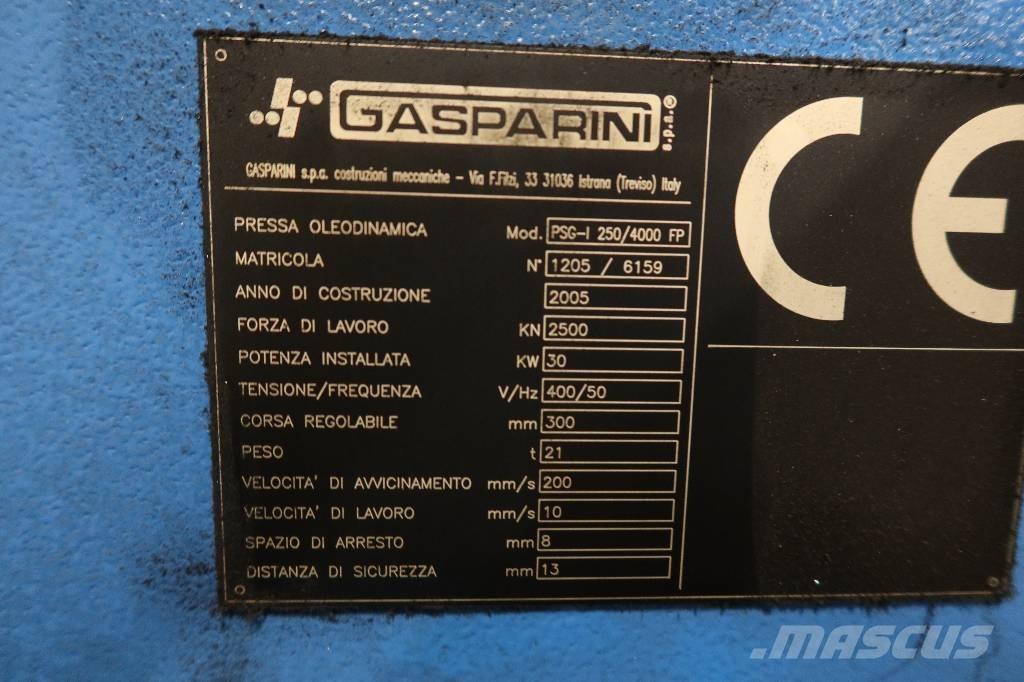 GASPARINI s.p.a.®
GASPARINI s.p.a. costruzioni meccaniche - Via F.Filzi, 33 31036 Istrana (Treviso) Italy
PRESSA OLEODINAMICA Mod. PSG-I 250/4000 FP
MATRICOLA N° 1205 / 6159
ANNO DI COSTRUZIONE 2005
FORZA DI LAVORO KN 2500
POTENZA INSTALLATA KW 30
TENSIONE/FREQUENZA V/Hz 400/50
CORSA REGOLABILE mm 300
PESO t 21
VELOCITA' DI AVVICINAMENTO mm/s 200
VELOCITA' DI LAVORO mm/s 10
SPAZIO DI ARRESTO mm 8
DISTANZA DI SICUREZZA mm 13
CE
MASCUS